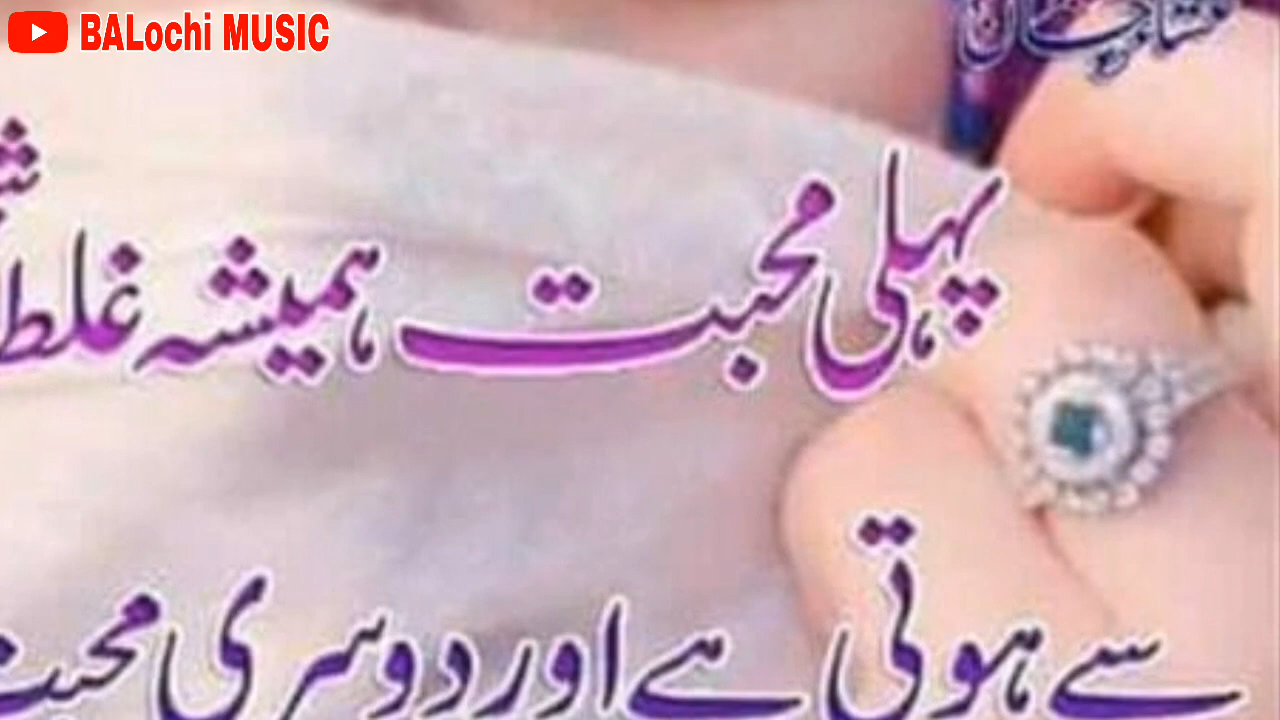 BALochi MUSIC
پہلی محبت ہمیشہ غلط
سے ہوتی ہے اور دوسری محبت